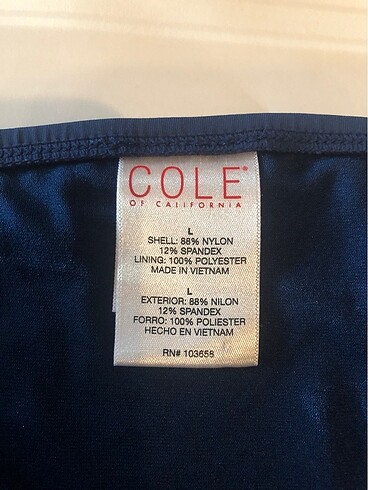 COLE®
OF CALIFORNIA
L
SHELL: 88% NYLON
12% SPANDEX
LINING: 100% POLYESTER
MADE IN VIETNAM
L
EXTERIOR: 88% NILON
12% SPANDEX
FORRO: 100% POLIESTER
HECHO EN VIETNAM
RN# 103658